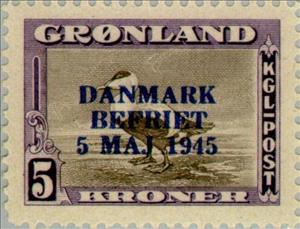 GRØNLAND
KGL-POST
DANMARK
BEFRIET
5 MAJ 1945
5
KRONER